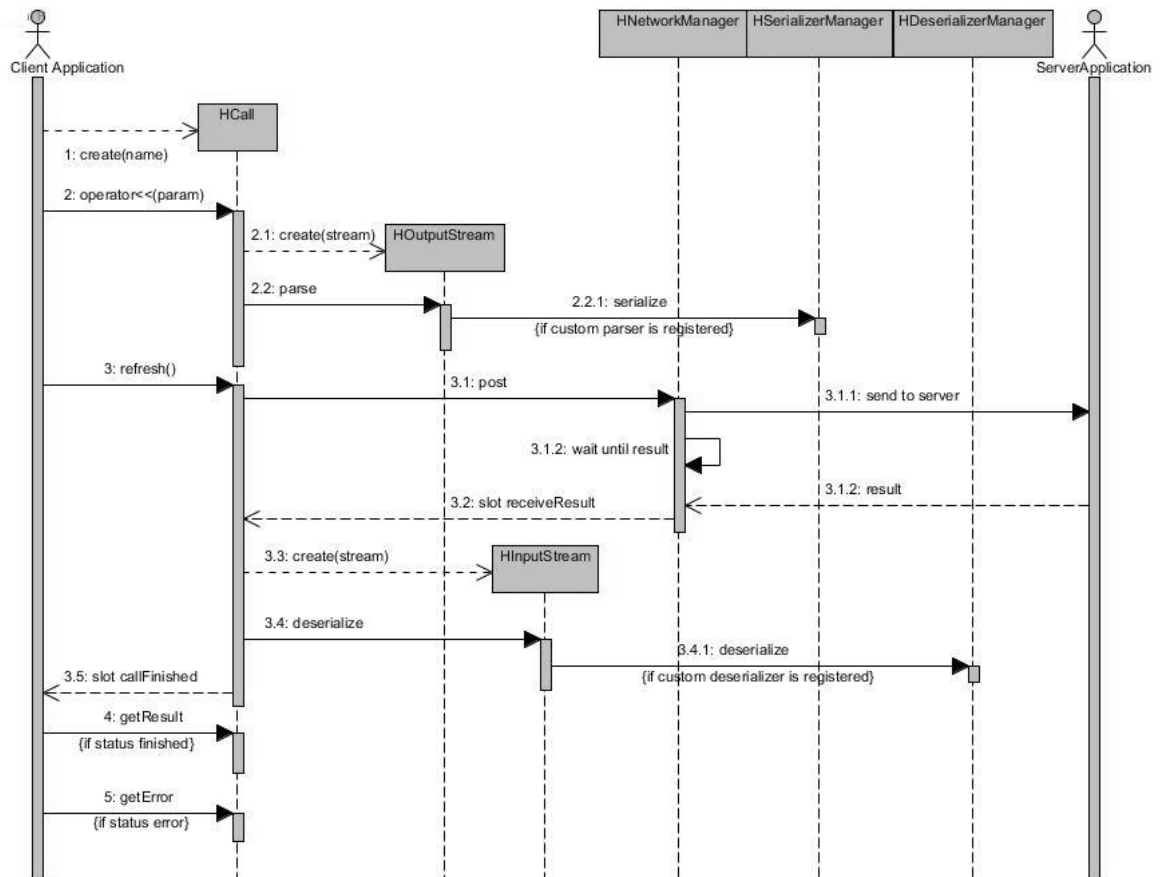 HNetworkManager
HSerializerManager
HDeserializerManager
Client Application
ServerApplication
HCall
1: create(name)
2: operator<<(param)
2.1: create(stream)
HOutputStream
2.2: parse
2.2.1: serialize
{if custom parser is registered}
3: refresh()
3.1: post
3.1.1: send to server
3.1.2: wait until result
3.1.2: result
3.2: slot receiveResult
3.3: create(stream)
HInputStream
3.4: deserialize
3.4.1: deserialize
{if custom deserializer is registered}
3.5: slot callFinished
4: getResult
{if status finished}
5: getError
{if status error}